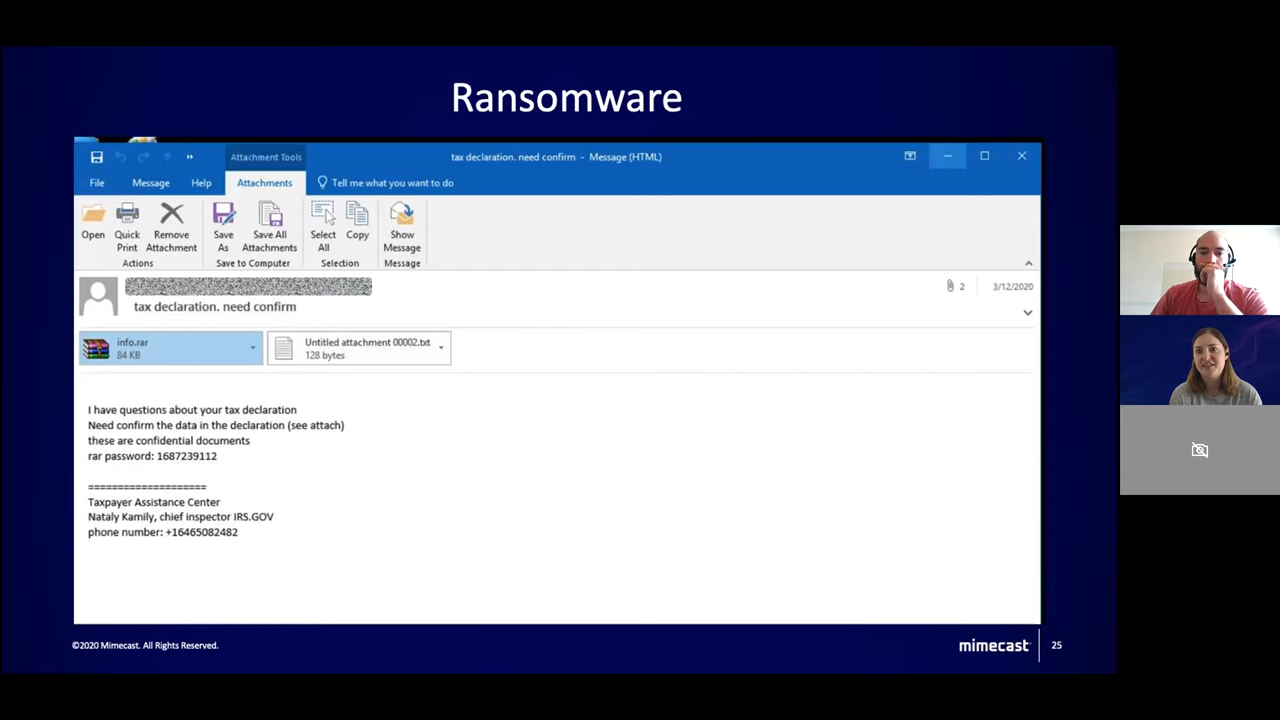 Ransomware
Attachment Tools
tax declaration. need confirm - Message (HTML)
File Message Help Attachments Tell me what you want to do
Open
Quick Print
Remove Attachment
Save As
Save All Attachments
Select All
Copy
Show Message
Actions
Save to Computer
Selection
Message
2
3/12/2020
tax declaration. need confirm
info.rar
84 KB
Untitled attachment 00002.txt
128 bytes
I have questions about your tax declaration
Need confirm the data in the declaration (see attach)
these are confidential documents
rar password: 1687239112
====================
Taxpayer Assistance Center
Nataly Kamily, chief inspector IRS.GOV
phone number: +16465082482
©2020 Mimecast. All Rights Reserved.
mimecast
25